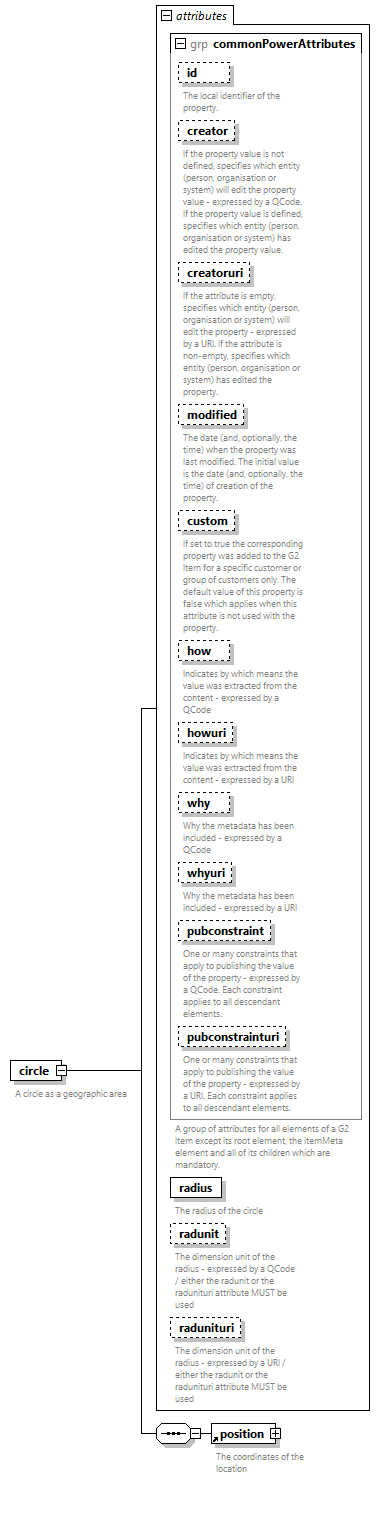 attributes
grp commonPowerAttributes
id
The local identifier of the
property.
creator
If the property value is not
defined, specifies which entity
(person, organisation or
system) will edit the property
value - expressed by a QCode.
If the property value is defined,
specifies which entity (person,
organisation or system) has
edited the property value.
creatoruri
If the attribute is empty,
specifies which entity (person,
organisation or system) will
edit the property - expressed
by a URI. If the attribute is
non-empty, specifies which
entity (person, organisation or
system) has edited the
property.
modified
The date (and, optionally, the
time) when the property was
last modified. The initial value
is the date (and, optionally, the
time) of creation of the
property.
custom
If set to true the corresponding
property was added to the G2
Item for a specific customer or
group of customers only. The
default value of this property is
false which applies when this
attribute is not used with the
property.
how
Indicates by which means the
value was extracted from the
content - expressed by a
QCode
howuri
Indicates by which means the
value was extracted from the
content - expressed by a URI
why
Why the metadata has been
included - expressed by a
QCode
whyuri
Why the metadata has been
included - expressed by a URI
pubconstraint
One or many constraints that
apply to publishing the value
of the property - expressed by
a QCode. Each constraint
applies to all descendant
elements.
pubconstrainturi
One or many constraints that
apply to publishing the value
of the property - expressed by
a URI. Each constraint applies
to all descendant elements.
A group of attributes for all elements of a G2
Item except its root element, the itemMeta
element and all of its children which are
mandatory.
circle
A circle as a geographic area
radius
The radius of the circle
radunit
The dimension unit of the
radius - expressed by a QCode
/ either the radunit or the
radunituri attribute MUST be
used
radunituri
The dimension unit of the
radius - expressed by a URI /
either the radunit or the
radunituri attribute MUST be
used
position
The coordinates of the
location